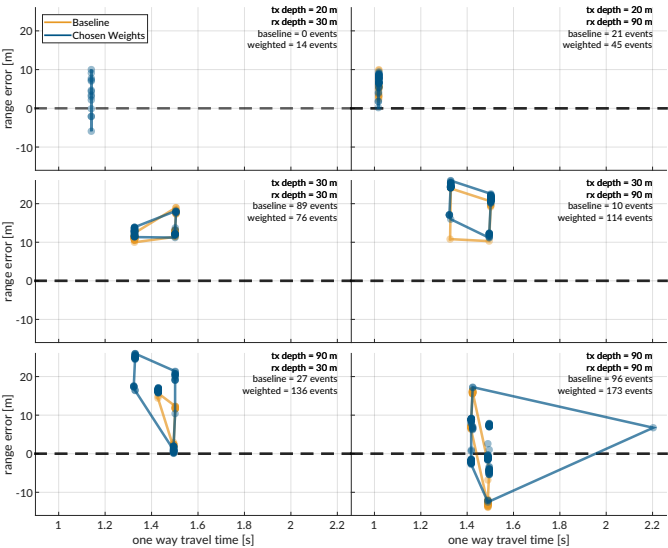 Baseline
Chosen Weights
tx depth = 20 m
rx depth = 30 m
baseline = 0 events
weighted = 14 events
tx depth = 20 m
rx depth = 90 m
baseline = 21 events
weighted = 45 events
range error [m]
20
10
0
-10
tx depth = 30 m
rx depth = 30 m
baseline = 89 events
weighted = 76 events
tx depth = 30 m
rx depth = 90 m
baseline = 10 events
weighted = 114 events
range error [m]
20
10
0
-10
tx depth = 90 m
rx depth = 30 m
baseline = 27 events
weighted = 136 events
tx depth = 90 m
rx depth = 90 m
baseline = 96 events
weighted = 173 events
range error [m]
20
10
0
-10
1 1.2 1.4 1.6 1.8 2 2.2
1 1.2 1.4 1.6 1.8 2 2.2
one way travel time [s]
one way travel time [s]